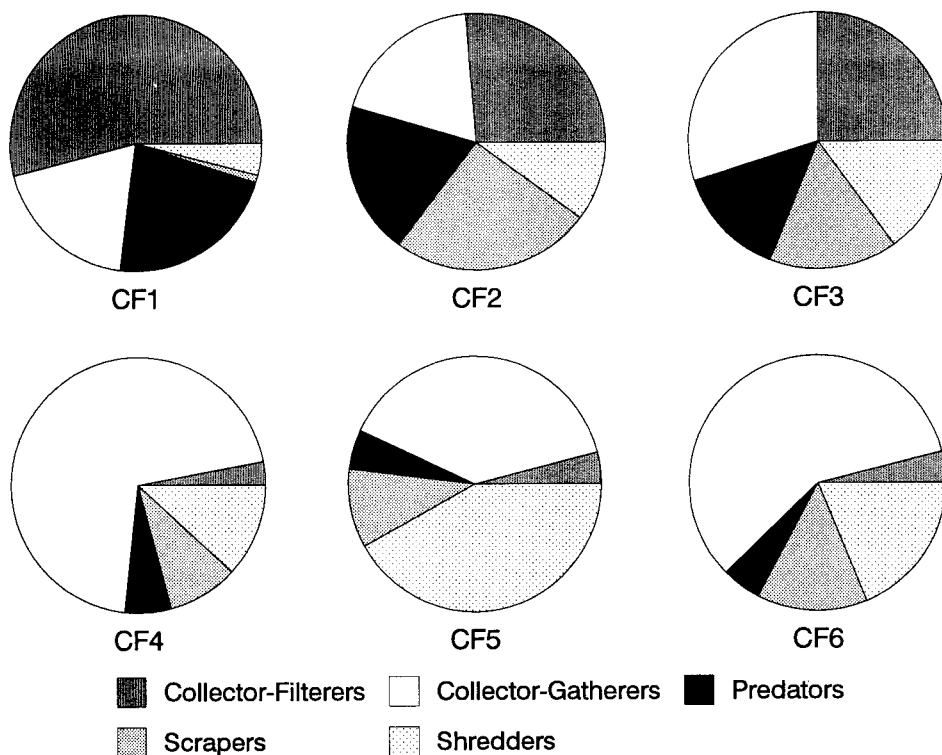 CF1 CF2 CF3
CF4 CF5 CF6
Collector-Filterers Collector-Gatherers Predators
Scrapers Shredders